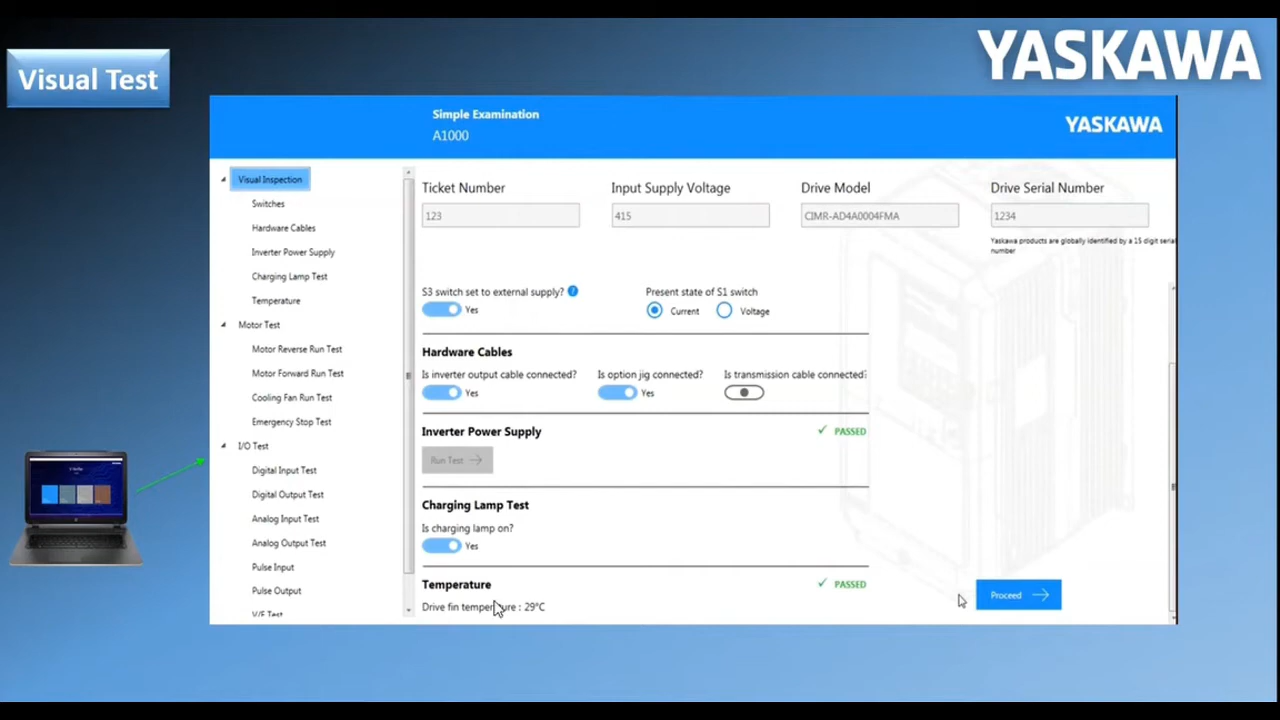 Visual Test
YASKAWA
Simple Examination
A1000
YASKAWA
Visual Inspection
Switches
Hardware Cables
Inverter Power Supply
Charging Lamp Test
Temperature
Motor Test
Motor Reverse Run Test
Motor Forward Run Test
Cooling Fan Run Test
Emergency Stop Test
I/O Test
Digital Input Test
Digital Output Test
Analog Input Test
Analog Output Test
Pulse Input
Pulse Output
V/F Test
Ticket Number Input Supply Voltage Drive Model Drive Serial Number
123 415 CIMR-AD4A0004FMA 1234
Yaskawa products are globally identified by a 15 digit serial
number
S3 switch set to external supply? Present state of S1 switch
Yes Current Voltage
Hardware Cables
Is inverter output cable connected? Is option jig connected? Is transmission cable connected?
Yes Yes
Inverter Power Supply PASSED
Run Test
Charging Lamp Test
Is charging lamp on?
Yes
Temperature PASSED
Drive fin temperature : 29°C
Proceed